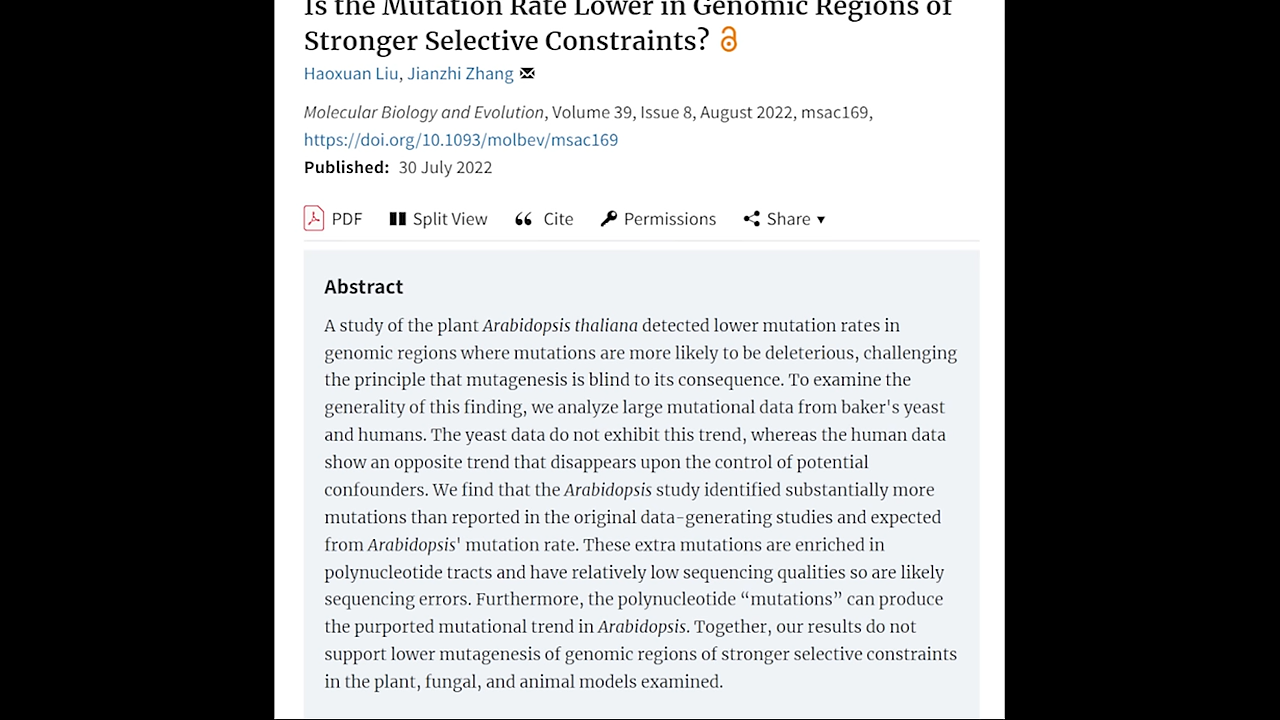 Is the Mutation Rate Lower in Genomic Regions of
Stronger Selective Constraints?
Haoxuan Liu, Jianzhi Zhang
Molecular Biology and Evolution, Volume 39, Issue 8, August 2022, msac169,
https://doi.org/10.1093/molbev/msac169
Published: 30 July 2022
PDF Split View Cite Permissions Share
Abstract
A study of the plant Arabidopsis thaliana detected lower mutation rates in
genomic regions where mutations are more likely to be deleterious, challenging
the principle that mutagenesis is blind to its consequence. To examine the
generality of this finding, we analyze large mutational data from baker's yeast
and humans. The yeast data do not exhibit this trend, whereas the human data
show an opposite trend that disappears upon the control of potential
confounders. We find that the Arabidopsis study identified substantially more
mutations than reported in the original data-generating studies and expected
from Arabidopsis' mutation rate. These extra mutations are enriched in
polynucleotide tracts and have relatively low sequencing qualities so are likely
sequencing errors. Furthermore, the polynucleotide “mutations” can produce
the purported mutational trend in Arabidopsis. Together, our results do not
support lower mutagenesis of genomic regions of stronger selective constraints
in the plant, fungal, and animal models examined.